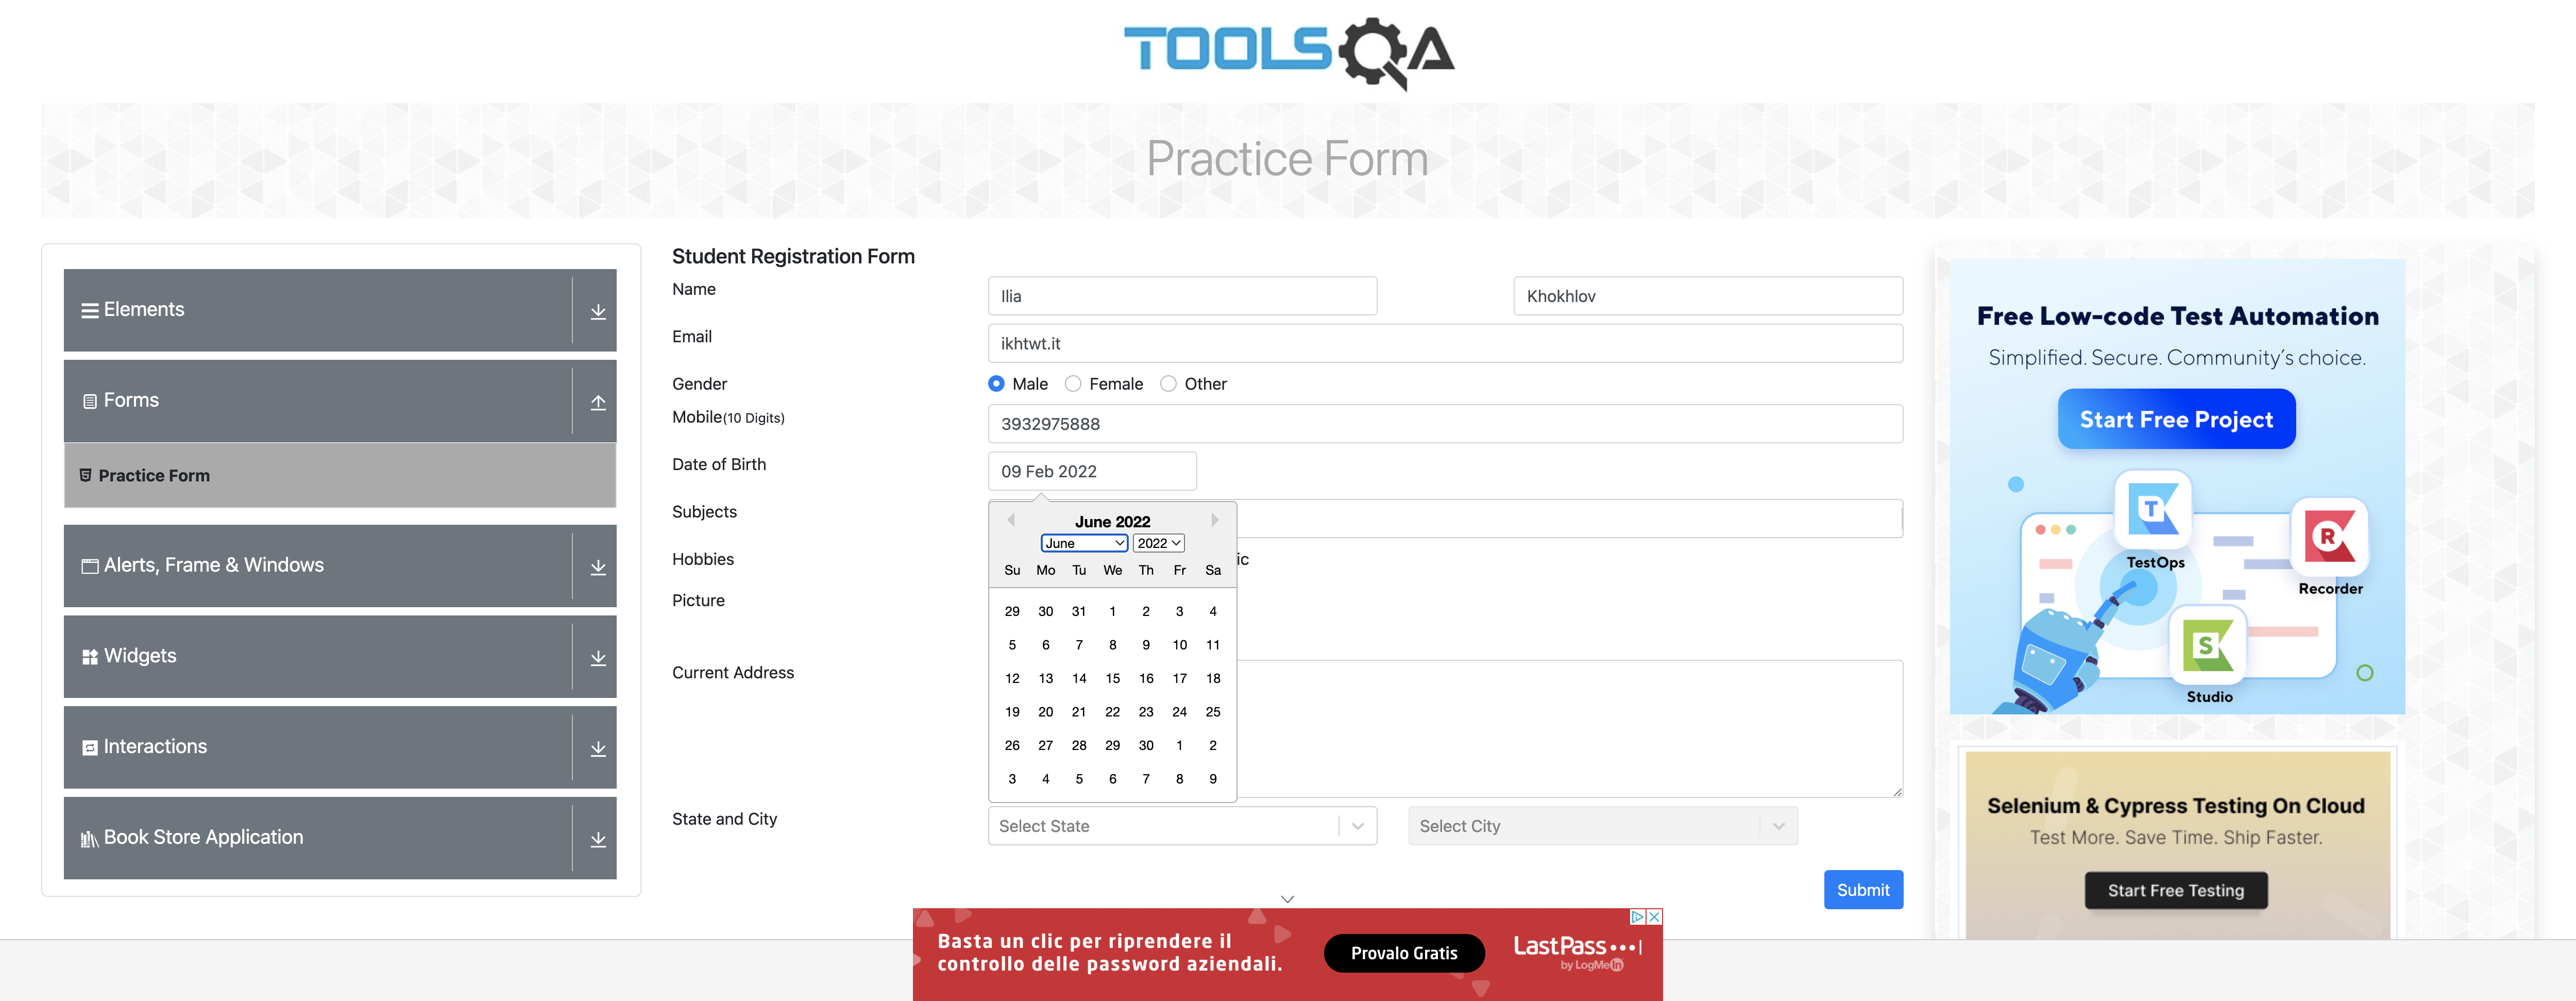 TOOLSQA
Practice Form
Elements
Forms
Practice Form
Alerts, Frame & Windows
Widgets
Interactions
Book Store Application
Student Registration Form
Name
Ilia
Khokhlov
Email
ikhtwt.it
Gender
Male
Female
Other
Mobile(10 Digits)
3932975888
Date of Birth
09 Feb 2022
Subjects
June 2022
June
2022
Su Mo Tu We Th Fr Sa
29 30 31 1 2 3 4
5 6 7 8 9 10 11
12 13 14 15 16 17 18
19 20 21 22 23 24 25
26 27 28 29 30 1 2
3 4 5 6 7 8 9
Hobbies
ic
Picture
Current Address
State and City
Select State
Select City
Submit
Free Low-code Test Automation
Simplified. Secure. Community's choice.
Start Free Project
T
TestOps
R
Recorder
S
Studio
Selenium & Cypress Testing On Cloud
Test More. Save Time. Ship Faster.
Start Free Testing
Basta un clic per riprendere il
controllo delle password aziendali.
Provalo Gratis
LastPass
by LogMeIn